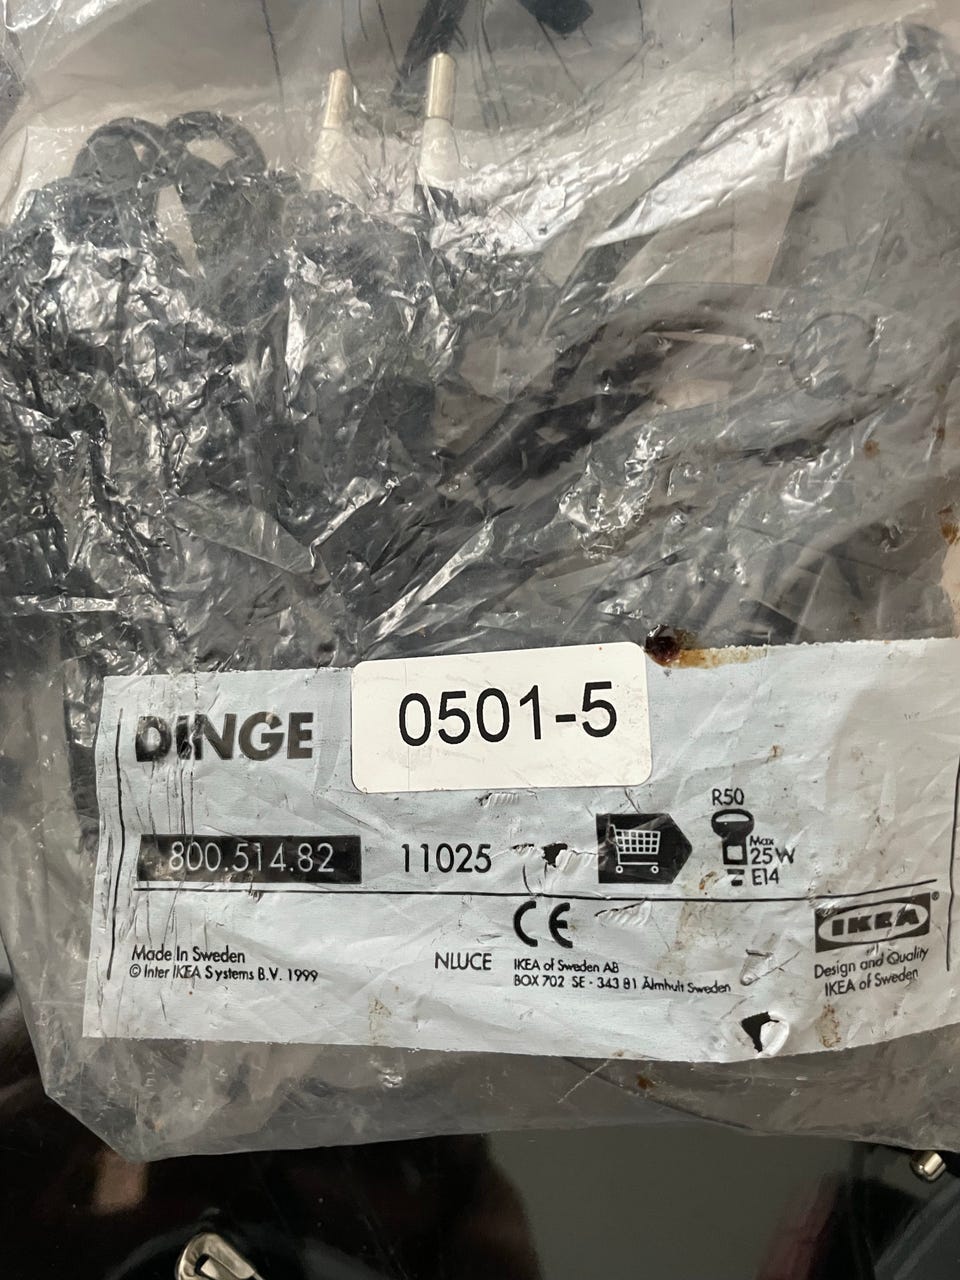 DINGE
0501-5
R50
Max
25W
E14
800.514.82
11025
CE
IKEA®
Made In Sweden
© Inter IKEA Systems B.V. 1999
NLUCE
IKEA of Sweden AB
BOX 702 SE - 343 81 Älmhult Sweden
Design and Quality
IKEA of Sweden